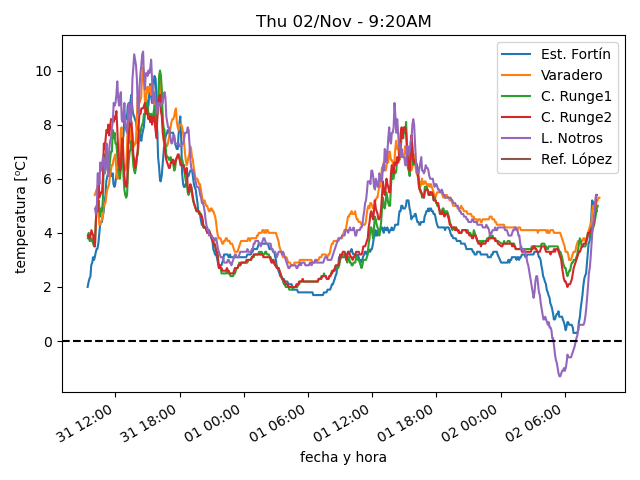 Thu 02/Nov - 9:20AM
temperatura [ºC]
10
8
6
4
2
0
Est. Fortín
Varadero
C. Runge1
C. Runge2
L. Notros
Ref. López
31 12:00
31 18:00
01 00:00
01 06:00
01 12:00
01 18:00
02 00:00
02 06:00
fecha y hora